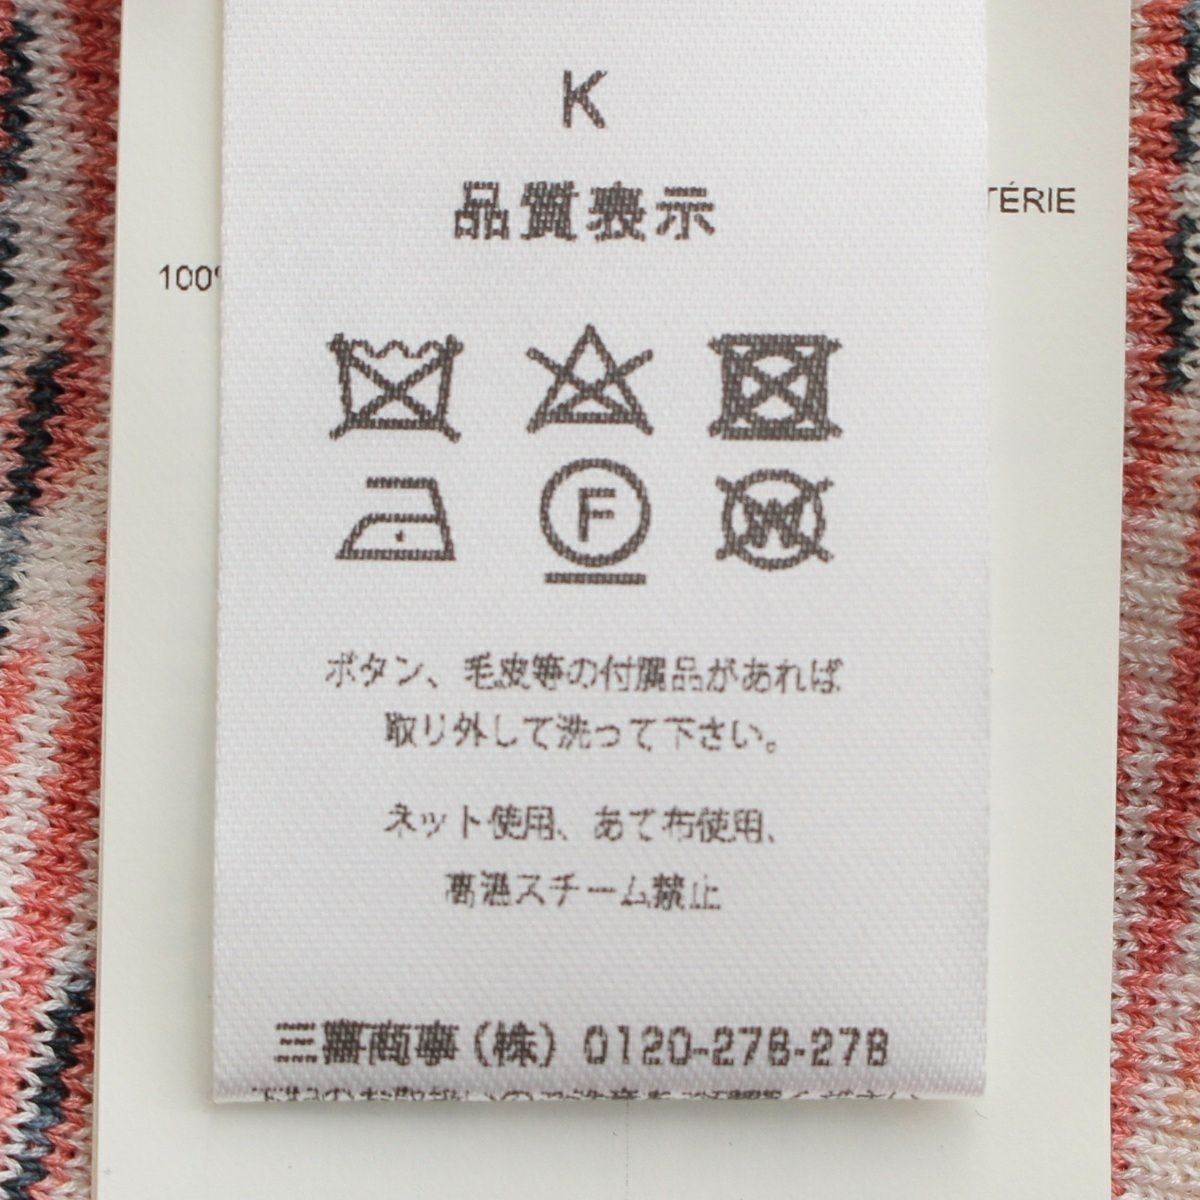 K
品質表示
TÉRIE
100%
F
W
ボタン、毛皮等の付属品があれば
取り外して洗って下さい。
ネット使用、あて布使用、
高温スチーム禁止
三喜商事(株) 0120-278-278